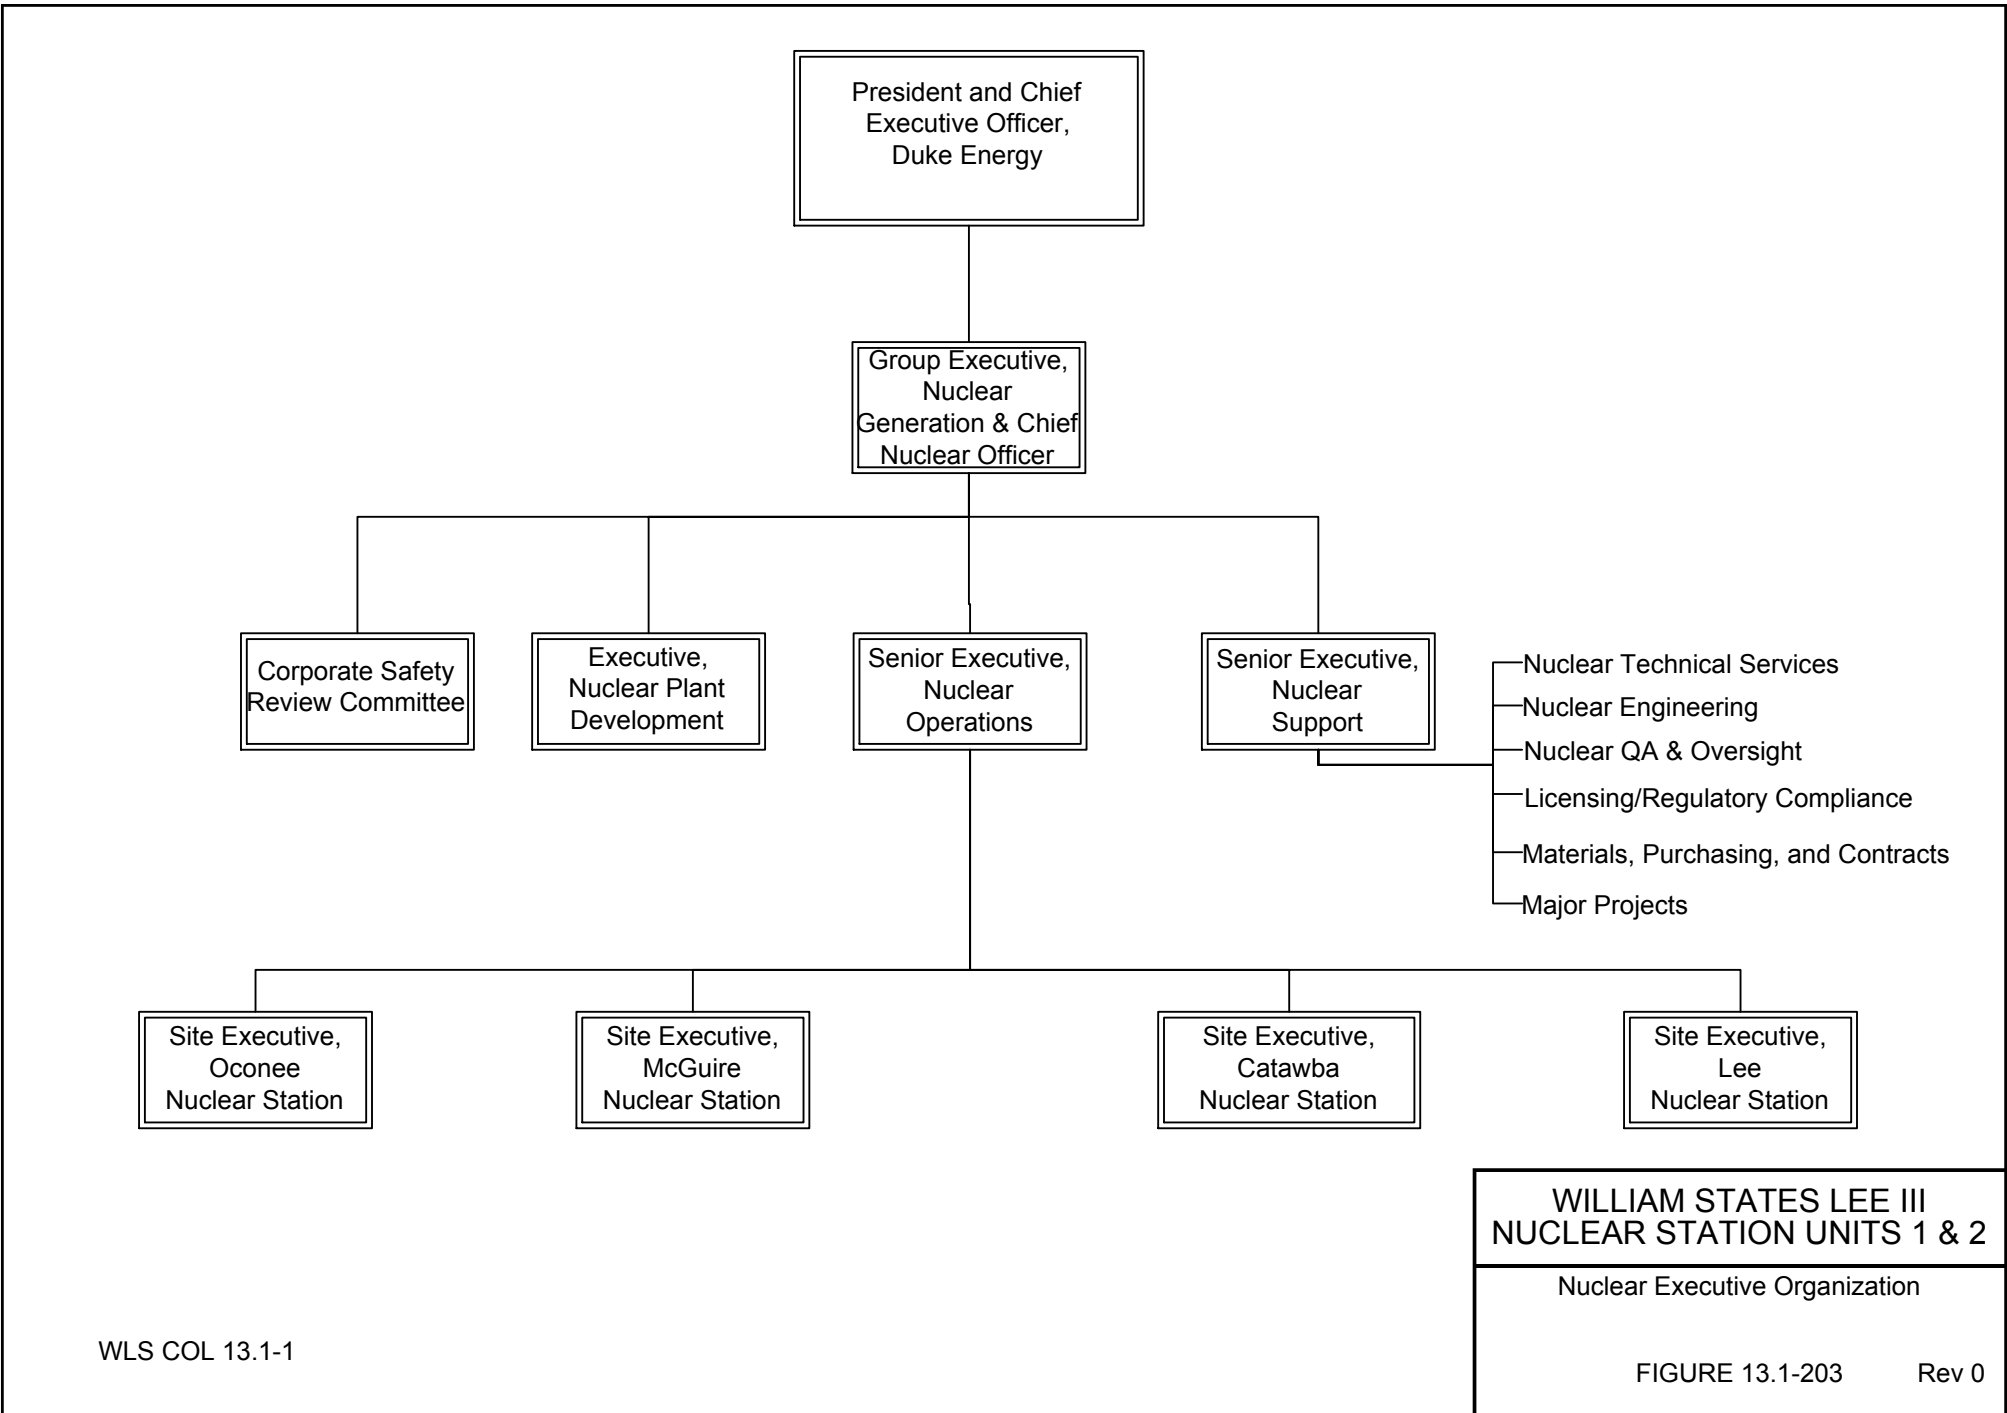 President and Chief
Executive Officer,
Duke Energy
Group Executive,
Nuclear
Generation & Chief
Nuclear Officer
Corporate Safety
Review Committee
Executive,
Nuclear Plant
Development
Senior Executive,
Nuclear
Operations
Senior Executive,
Nuclear
Support
Nuclear Technical Services
Nuclear Engineering
Nuclear QA & Oversight
Licensing/Regulatory Compliance
Materials, Purchasing, and Contracts
Major Projects
Site Executive,
Oconee
Nuclear Station
Site Executive,
McGuire
Nuclear Station
Site Executive,
Catawba
Nuclear Station
Site Executive,
Lee
Nuclear Station
WILLIAM STATES LEE III
NUCLEAR STATION UNITS 1 & 2
Nuclear Executive Organization
WLS COL 13.1-1
FIGURE 13.1-203 Rev 0